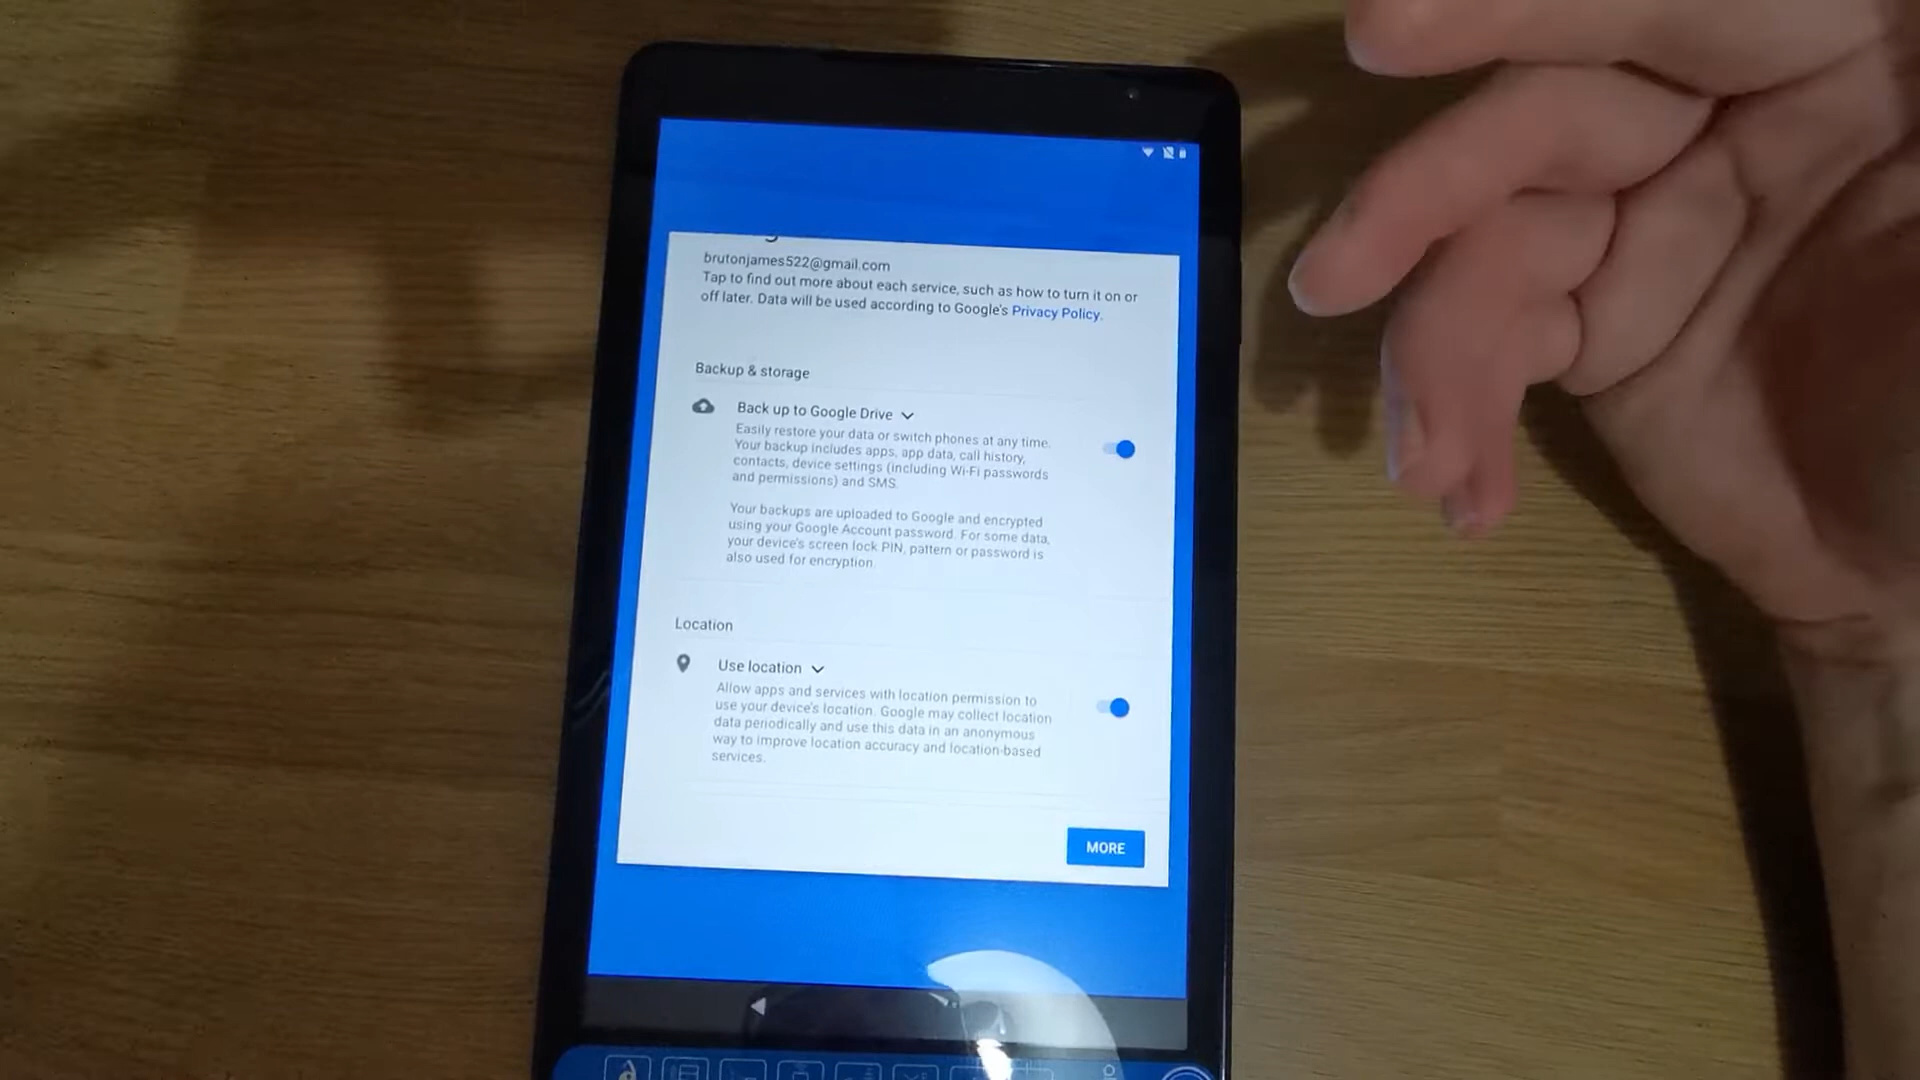 brutonjames522@gmail.com
Tap to find out more about each service, such as how to turn it on or
off later. Data will be used according to Google's Privacy Policy.
Backup & storage
Back up to Google Drive
Easily restore your data or switch phones at any time.
Your backup includes apps, app data, call history,
contacts, device settings (including Wi-Fi passwords
and permissions) and SMS.
Your backups are uploaded to Google and encrypted
using your Google Account password. For some data,
your device's screen lock PIN, pattern or password is
also used for encryption.
Location
Use location
Allow apps and services with location permission to
use your device's location. Google may collect location
data periodically and use this data in an anonymous
way to improve location accuracy and location-based
services.
MORE